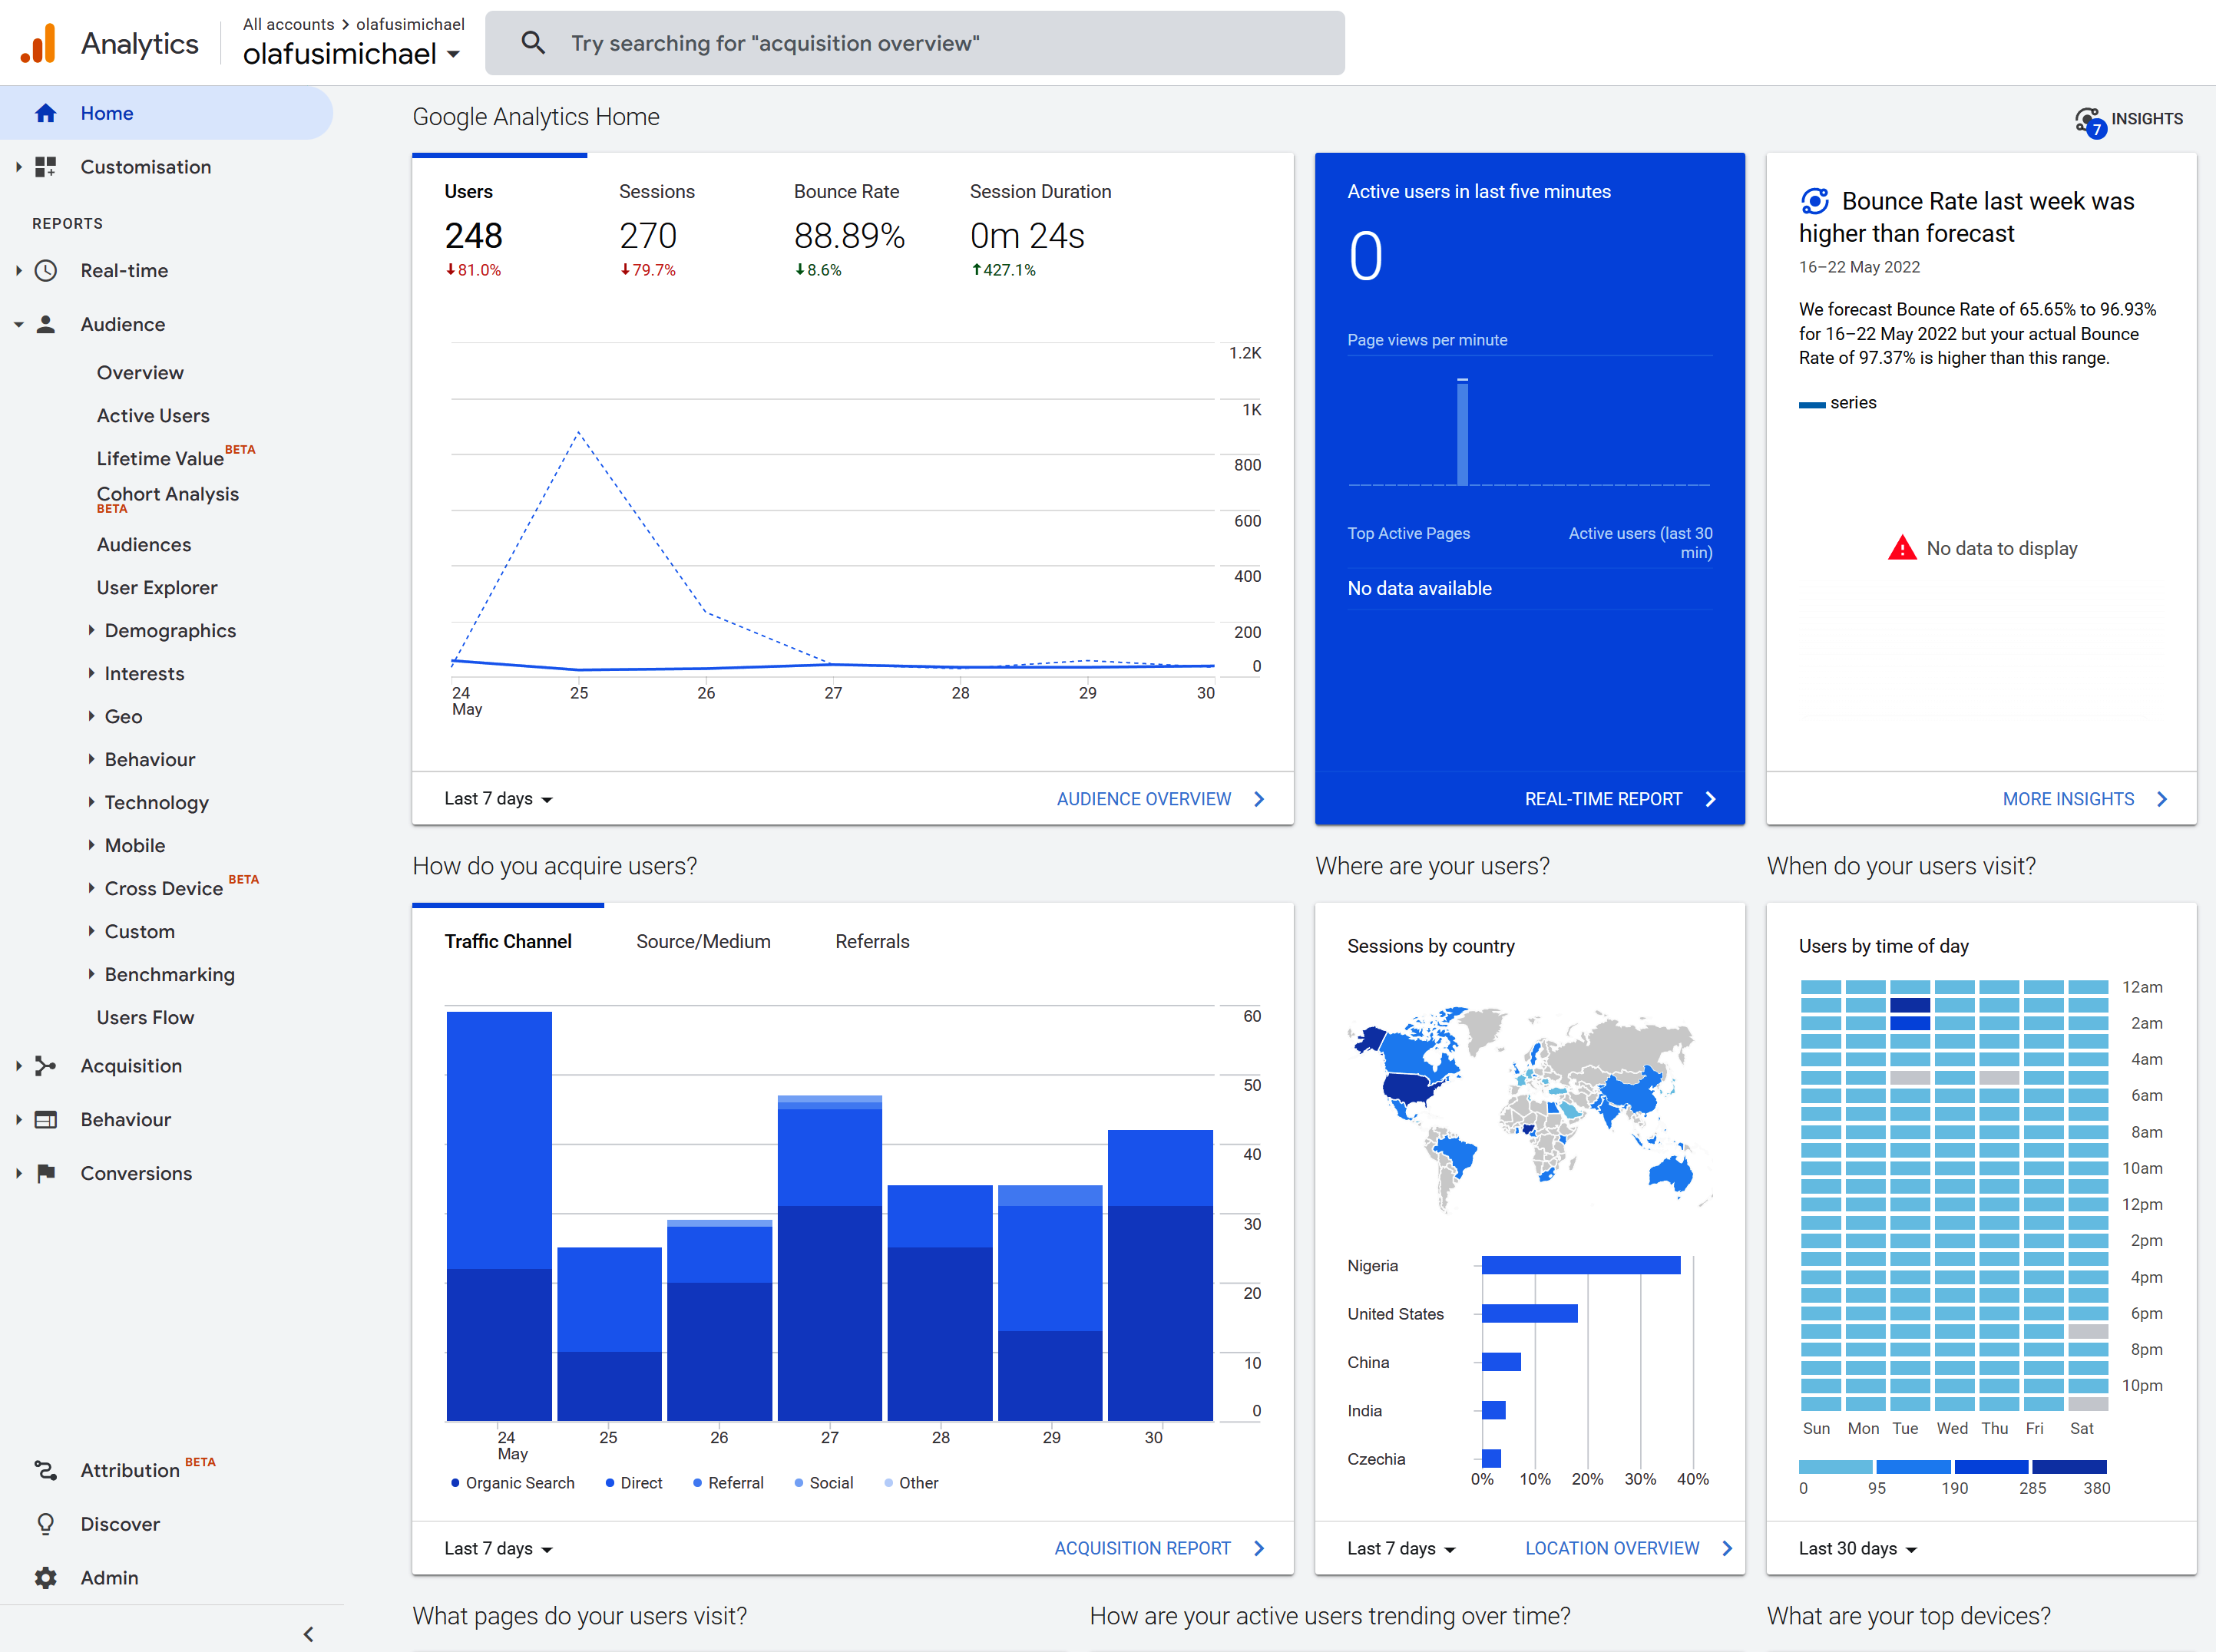 Analytics
All accounts > olafusimichael
olafusimichael
Try searching for "acquisition overview"
Home
Customisation
REPORTS
Real-time
Audience
Overview
Active Users
Lifetime Value BETA
Cohort Analysis
BETA
Audiences
User Explorer
Demographics
Interests
Geo
Behaviour
Technology
Mobile
Cross Device BETA
Custom
Benchmarking
Users Flow
Acquisition
Behaviour
Conversions
Attribution BETA
Discover
Admin
Google Analytics Home
7 INSIGHTS
Users Sessions Bounce Rate Session Duration
248 270 88.89% 0m 24s
81.0% 79.7% 8.6% 427.1%
1.2K
1K
800
600
400
200
0
24 25 26 27 28 29 30
May
Last 7 days AUDIENCE OVERVIEW
Active users in last five minutes
0
Page views per minute
Top Active Pages Active users (last 30
min)
No data available
REAL-TIME REPORT
Bounce Rate last week was
higher than forecast
16–22 May 2022
We forecast Bounce Rate of 65.65% to 96.93%
for 16–22 May 2022 but your actual Bounce
Rate of 97.37% is higher than this range.
series
No data to display
MORE INSIGHTS
How do you acquire users?
Traffic Channel Source/Medium Referrals
60
50
40
30
20
10
0
24 25 26 27 28 29 30
May
Organic Search Direct Referral Social Other
Last 7 days ACQUISITION REPORT
Where are your users?
Sessions by country
Nigeria
United States
China
India
Czechia
0% 10% 20% 30% 40%
Last 7 days LOCATION OVERVIEW
When do your users visit?
Users by time of day
12am
2am
4am
6am
8am
10am
12pm
2pm
4pm
6pm
8pm
10pm
Sun Mon Tue Wed Thu Fri Sat
0 95 190 285 380
Last 30 days
What pages do your users visit?
How are your active users trending over time?
What are your top devices?